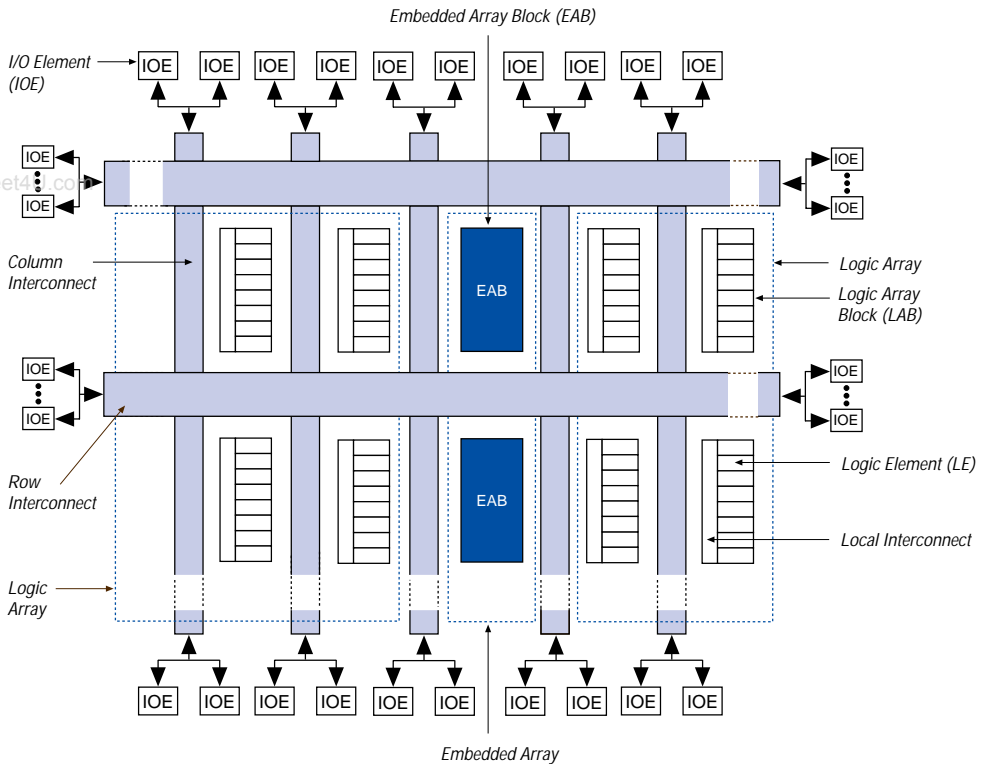 Embedded Array Block (EAB)
I/O Element
(IOE)
IOE IOE IOE IOE IOE IOE IOE IOE IOE IOE
IOE IOE
et4U.com
IOE IOE
Column
Interconnect
EAB
Logic Array
Logic Array
Block (LAB)
IOE IOE
IOE IOE
Row
Interconnect
EAB
Logic Element (LE)
Local Interconnect
Logic
Array
IOE IOE IOE IOE IOE IOE IOE IOE IOE IOE
Embedded Array